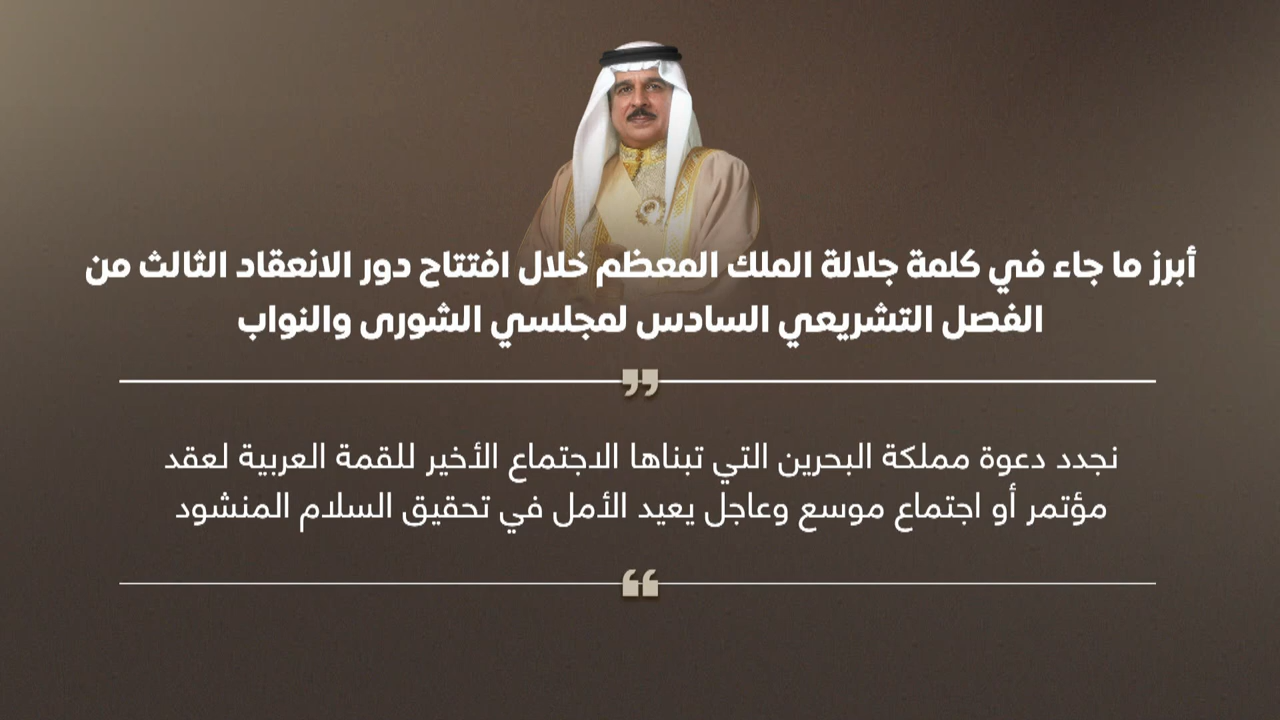 أبرز ما جاء في كلمة جلالة الملك المعظم خلال افتتاح دور الانعقاد الثالث من
الفصل التشريعي السادس لمجلسي الشورى والنواب
”
نجدد دعوة مملكة البحرين التي تبناها الاجتماع الأخير للقمة العربية لعقد
مؤتمر أو اجتماع موسع وعاجل يعيد الأمل في تحقيق السلام المنشود
“